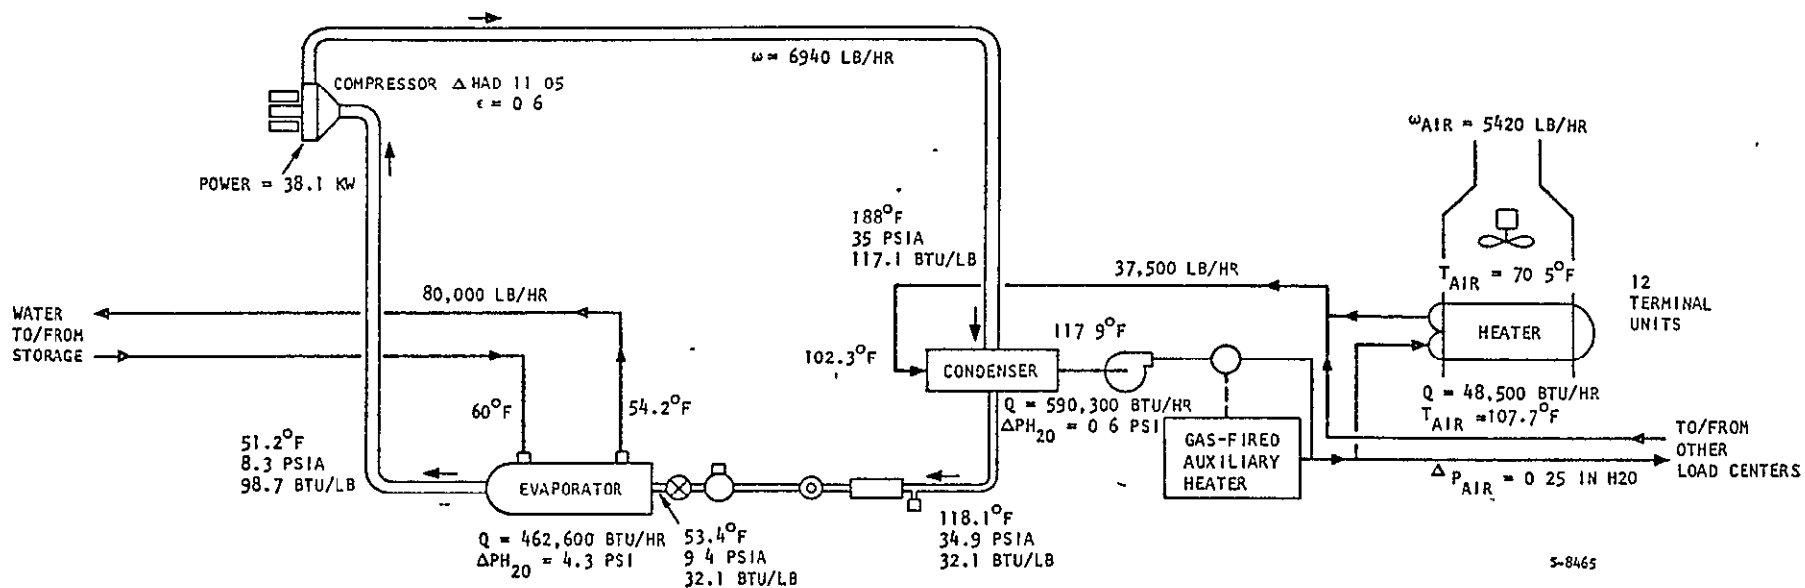 ω = 6940 LB/HR
COMPRESSOR Δ HAD 11 05
ϵ = 0 6
POWER = 38.1 KW
ωAIR = 5420 LB/HR
188°F
35 PSIA
117.1 BTU/LB
TAIR = 70 5°F
37,500 LB/HR
12
TERMINAL
UNITS
80,000 LB/HR
WATER
TO/FROM
STORAGE
HEATER
117 9°F
102.3°F
CONDENSER
Q = 590,300 BTU/HR
ΔPH20 = 0 6 PSI
Q = 48,500 BTU/HR
TAIR =107.7°F
60°F
54.2°F
GAS-FIRED
AUXILIARY
HEATER
TO/FROM
OTHER
LOAD CENTERS
Δ PAIR = 0 25 IN H2O
51.2°F
8.3 PSIA
98.7 BTU/LB
EVAPORATOR
Q = 462,600 BTU/HR
ΔPH20 = 4.3 PSI
53.4°F
9 4 PSIA
32.1 BTU/LB
118.1°F
34.9 PSIA
32.1 BTU/LB
S-8465